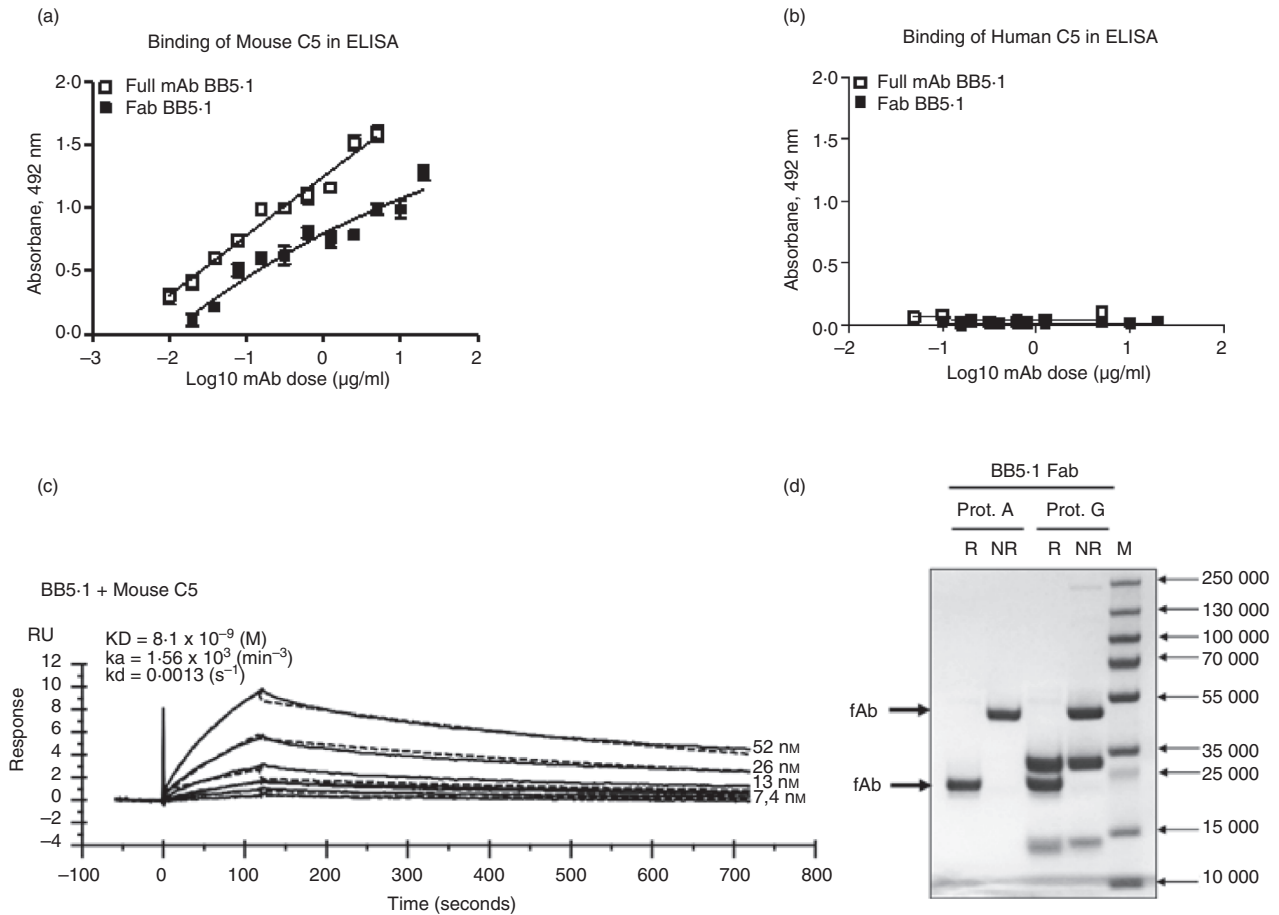 (a)
Binding of Mouse C5 in ELISA
Full mAb BB5·1
Fab BB5·1
2·0
1·5
1·0
0·5
0·0
Absorbane, 492 nm
−3 −2 −1 0 1 2
Log10 mAb dose (μg/ml)
(b)
Binding of Human C5 in ELISA
Full mAb BB5·1
Fab BB5·1
2·0
1·5
1·0
0·5
0·0
Absorbane, 492 nm
−2 −1 0 1 2
Log10 mAb dose (μg/ml)
(c)
BB5·1 + Mouse C5
RU
KD = 8·1 x 10⁻⁹ (M)
ka = 1·56 x 10³ (min⁻³)
kd = 0·0013 (s⁻¹)
12
10
8
6
4
2
0
−2
−4
Response
52 nM
26 nM
13 nM
7,4 nM
−100 0 100 200 300 400 500 600 700 800
Time (seconds)
(d)
BB5·1 Fab
Prot. A Prot. G
R NR R NR M
fAb
fAb
250 000
130 000
100 000
70 000
55 000
35 000
25 000
15 000
10 000